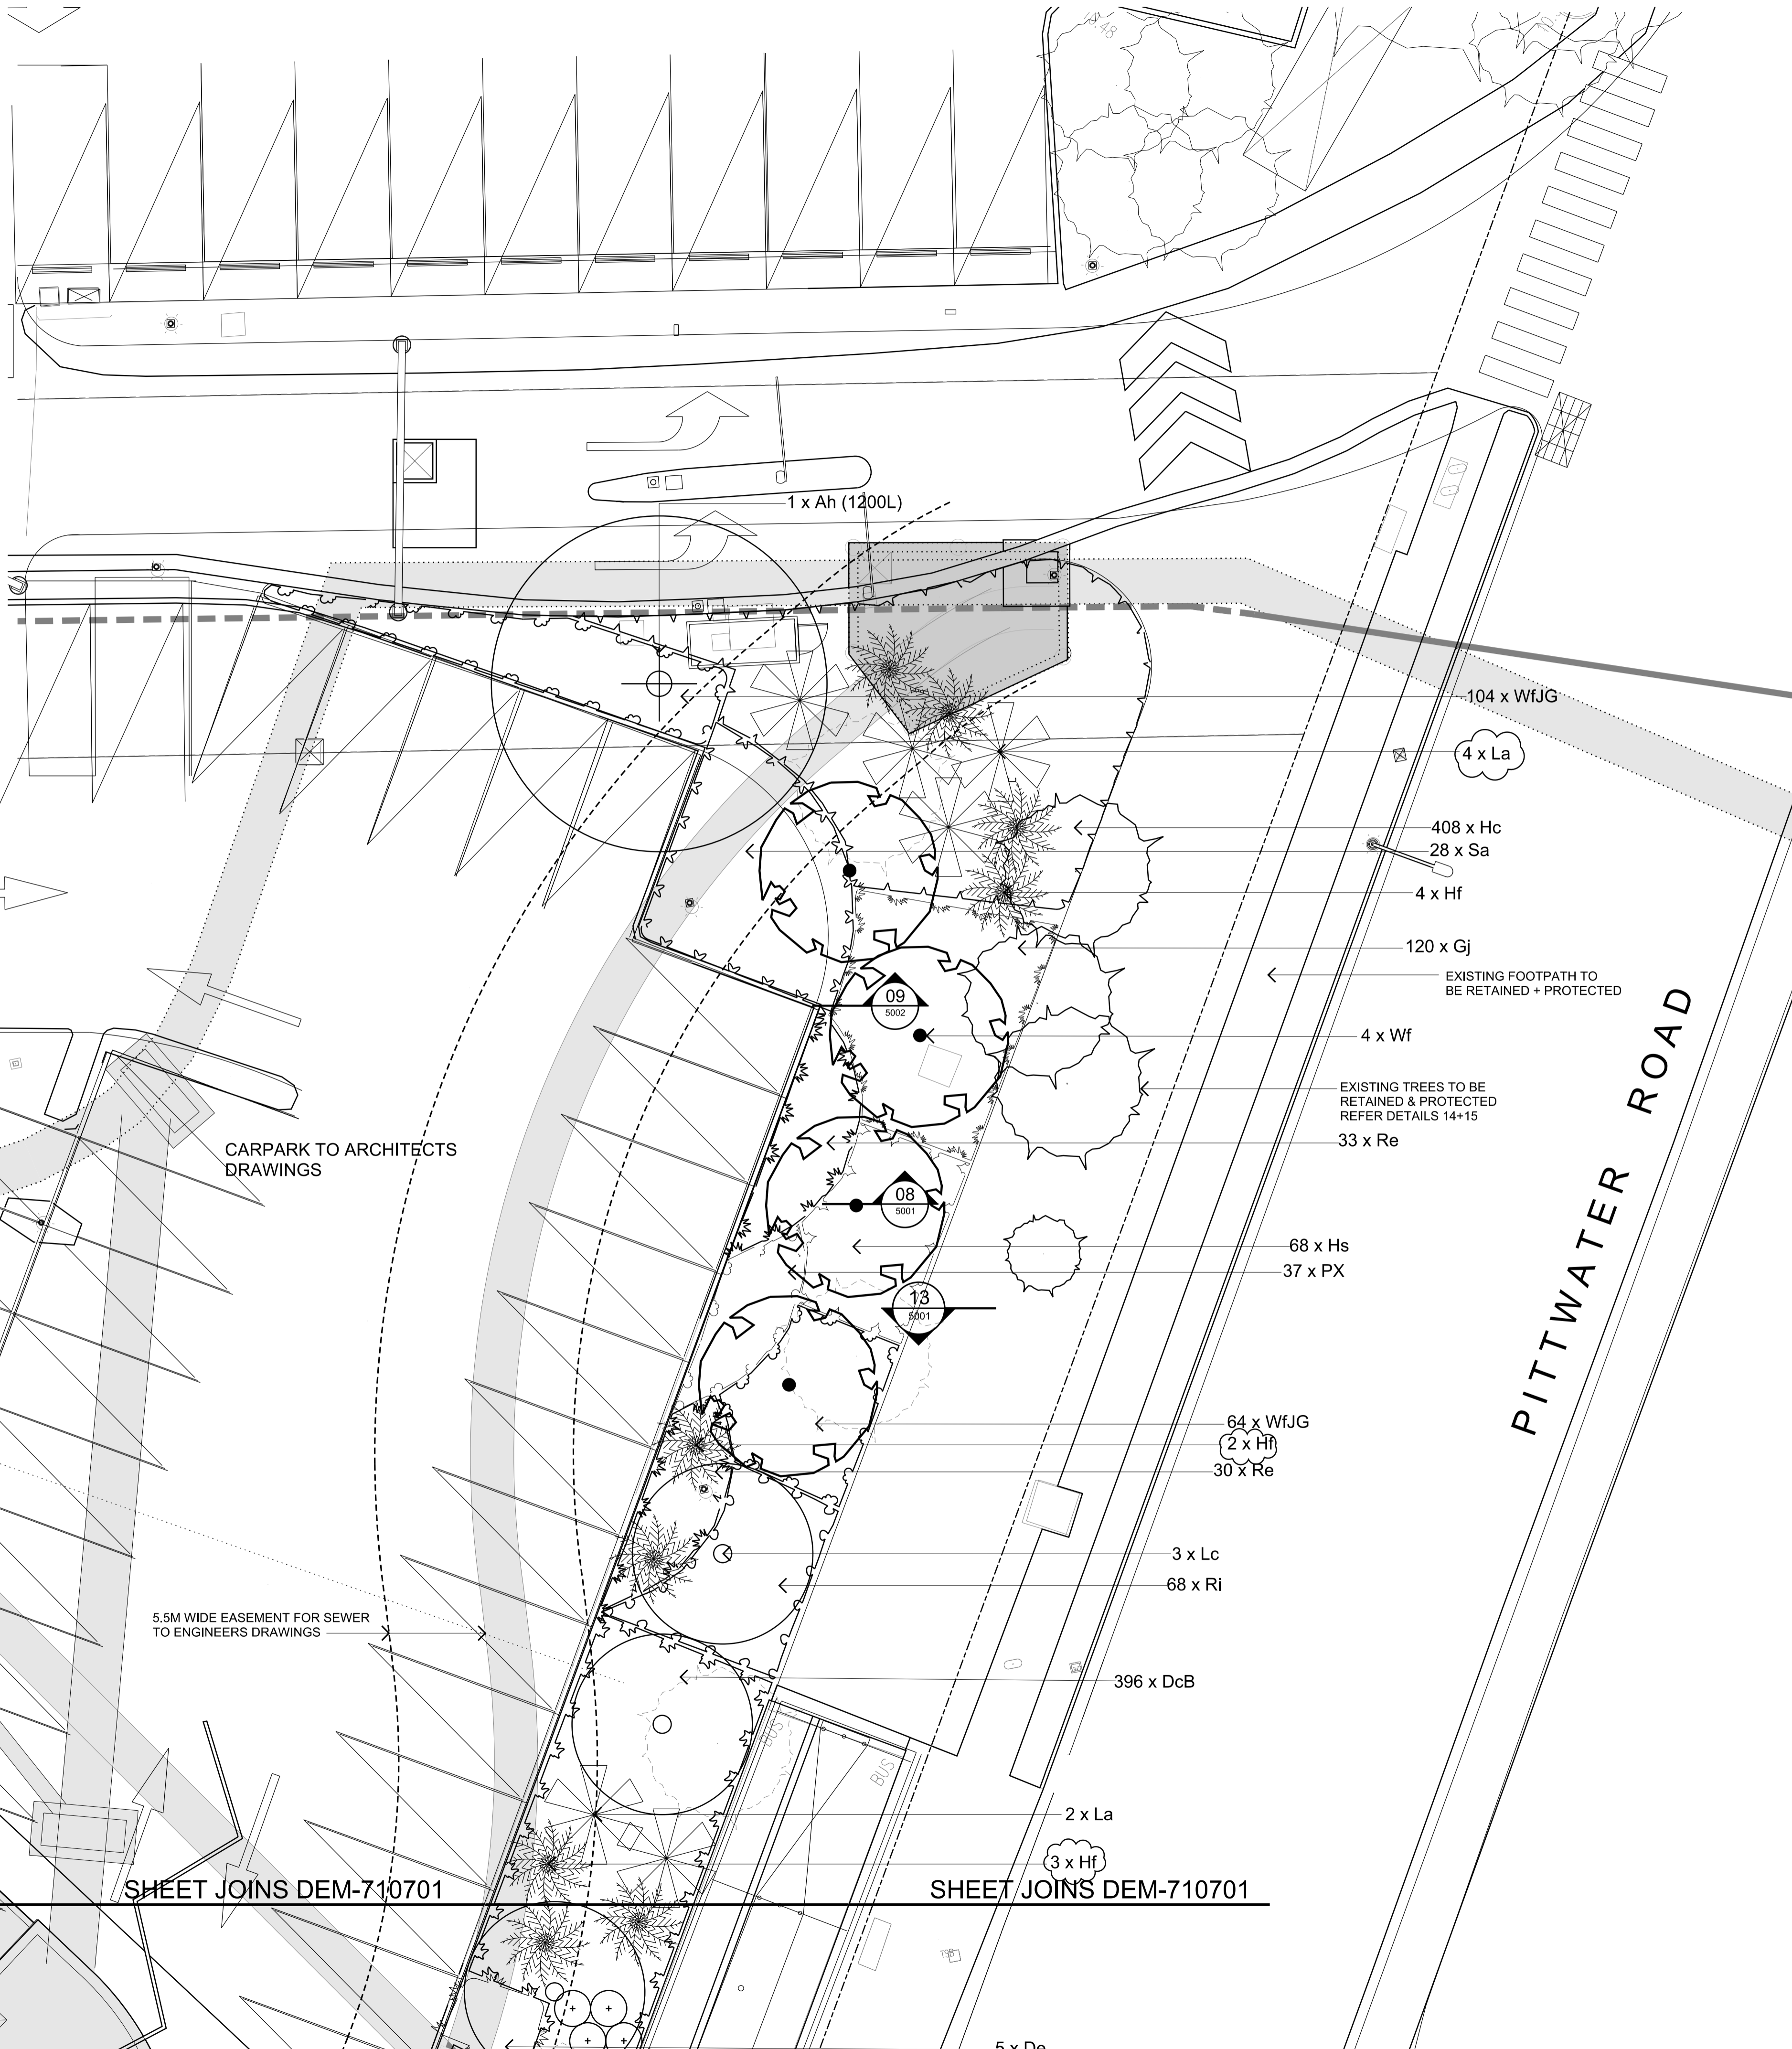 1 x Ah (1200L)
104 x WfJG
4 x La
408 x Hc
28 x Sa
4 x Hf
120 x Gj
EXISTING FOOTPATH TO
BE RETAINED + PROTECTED
09
5002
4 x Wf
EXISTING TREES TO BE
RETAINED & PROTECTED
REFER DETAILS 14+15
33 x Re
CARPARK TO ARCHITECTS
DRAWINGS
08
5001
68 x Hs
37 x PX
13
5001
PITTWATER ROAD
64 x WfJG
2 x Hf
30 x Re
3 x Lc
68 x Ri
5.5M WIDE EASEMENT FOR SEWER
TO ENGINEERS DRAWINGS
396 x DcB
BUS
BUS
2 x La
3 x Hf
SHEET JOINS DEM-710701
SHEET JOINS DEM-710701
5 x De